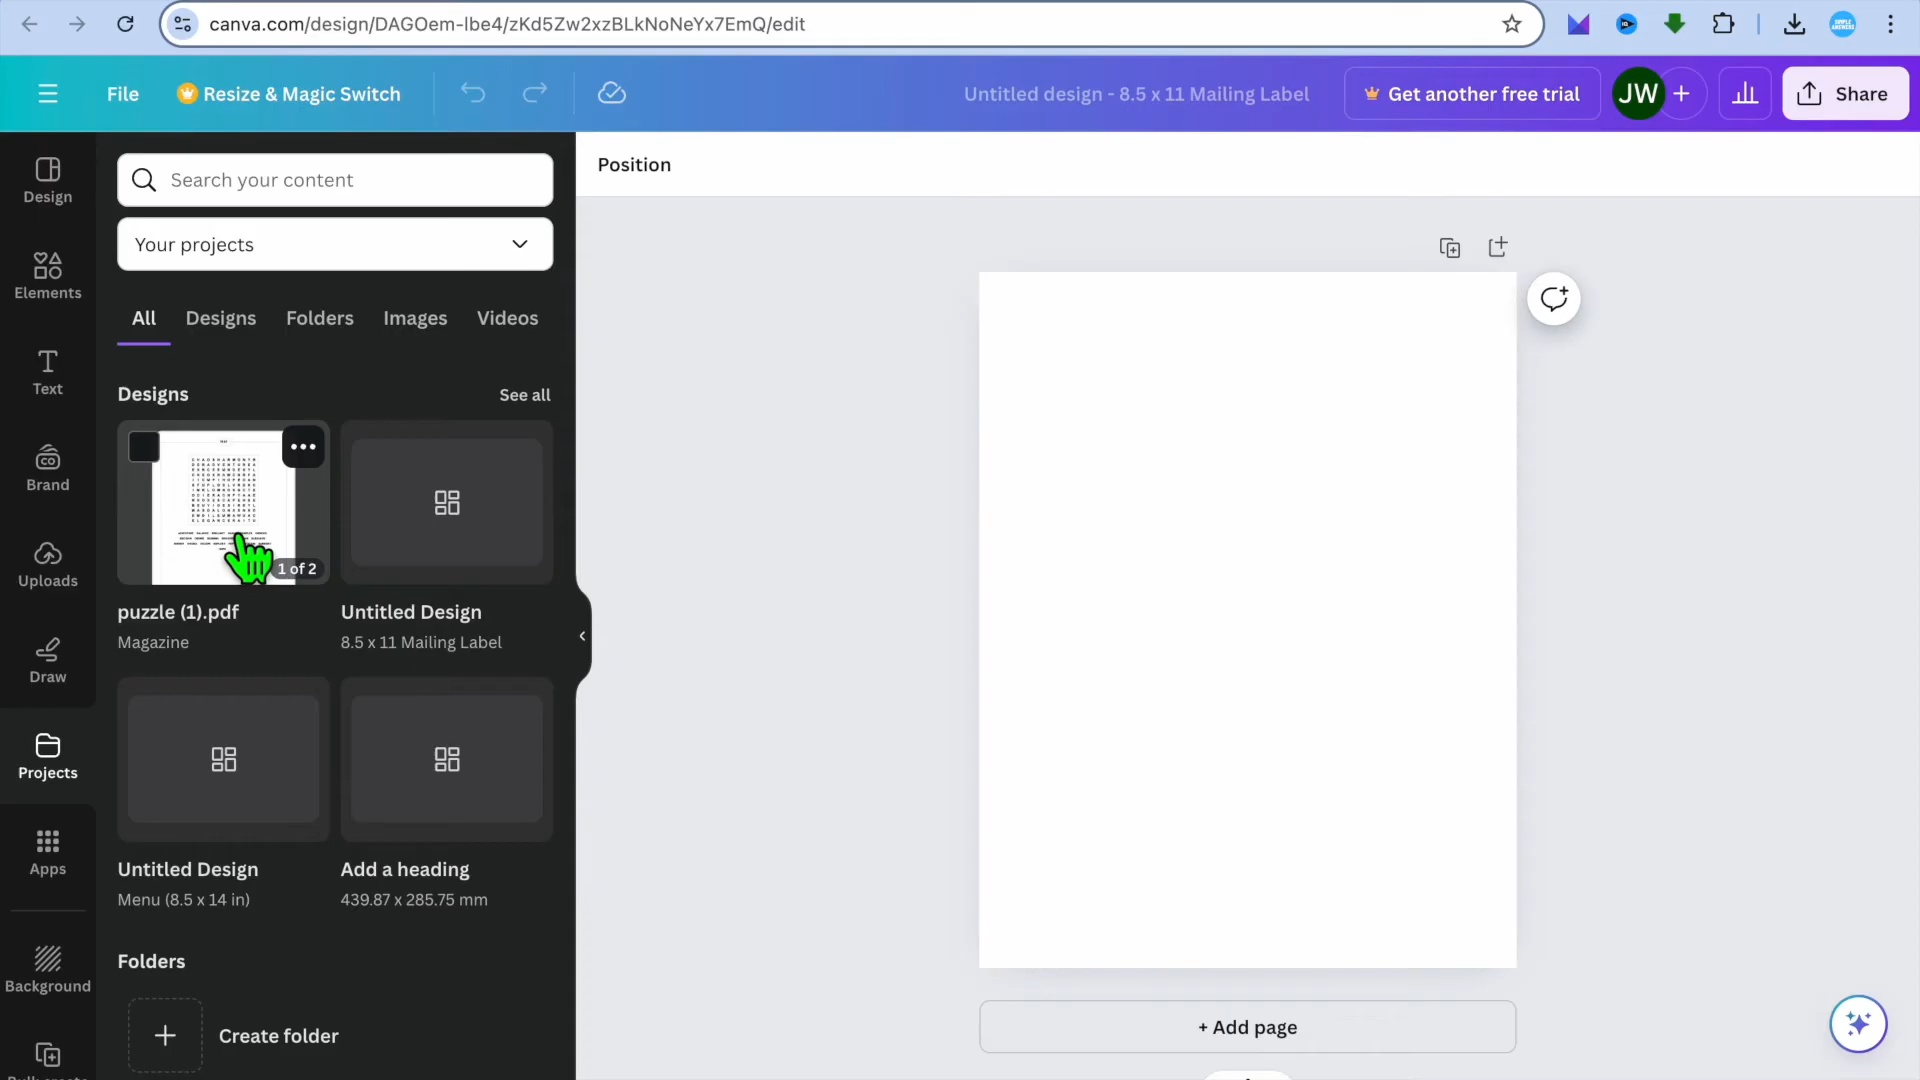 canva.com/design/DAGOem-lbe4/zKd5Zw2xzBLkNoNeYx7EmQ/edit
File
Resize & Magic Switch
Untitled design - 8.5 x 11 Mailing Label
Get another free trial
JW
Share
Design
Elements
Text
Brand
Uploads
Draw
Projects
Apps
Background
Search your content
Your projects
All
Designs
Folders
Images
Videos
Designs
See all
1 of 2
puzzle (1).pdf
Magazine
Untitled Design
8.5 x 11 Mailing Label
Untitled Design
Menu (8.5 x 14 in)
Add a heading
439.87 x 285.75 mm
Folders
Create folder
Position
+ Add page